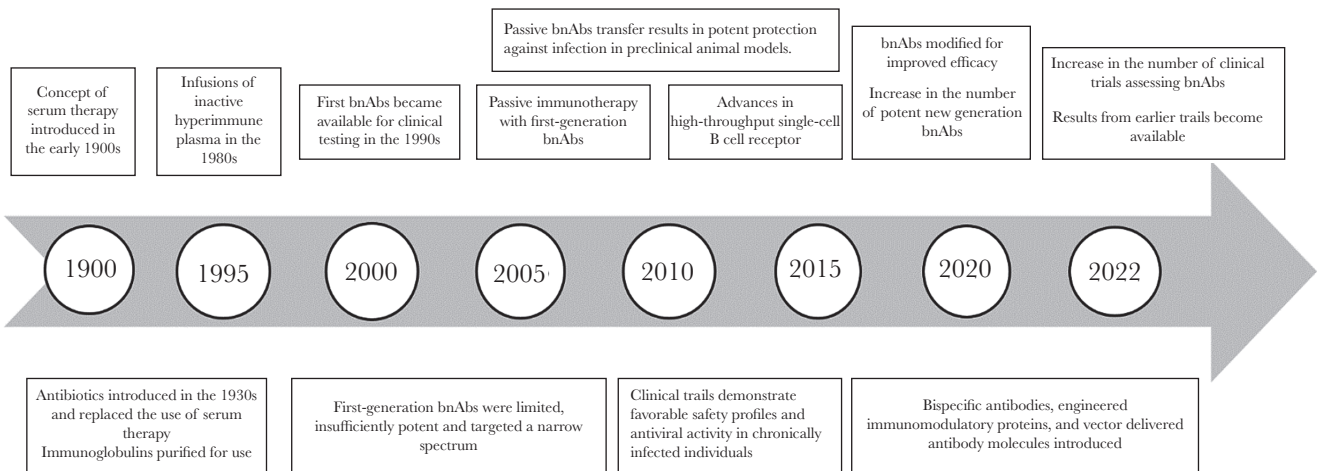 Concept of
serum therapy
introduced in
the early 1900s
Infusions of
inactive
hyperimmune
plasma in the
1980s
First bnAbs became
available for clinical
testing in the 1990s
Passive bnAbs transfer results in potent protection
against infection in preclinical animal models.
Passive immunotherapy
with first-generation
bnAbs
Advances in
high-throughput single-cell
B cell receptor
bnAbs modified for
improved efficacy
Increase in the number
of potent new generation
bnAbs
Increase in the number of clinical
trials assessing bnAbs
Results from earlier trails become
available
1900
1995
2000
2005
2010
2015
2020
2022
Antibiotics introduced in the 1930s
and replaced the use of serum
therapy
Immunoglobulins purified for use
First-generation bnAbs were limited,
insufficiently potent and targeted a narrow
spectrum
Clinical trails demonstrate
favorable safety profiles and
antiviral activity in chronically
infected individuals
Bispecific antibodies, engineered
immunomodulatory proteins, and vector delivered
antibody molecules introduced